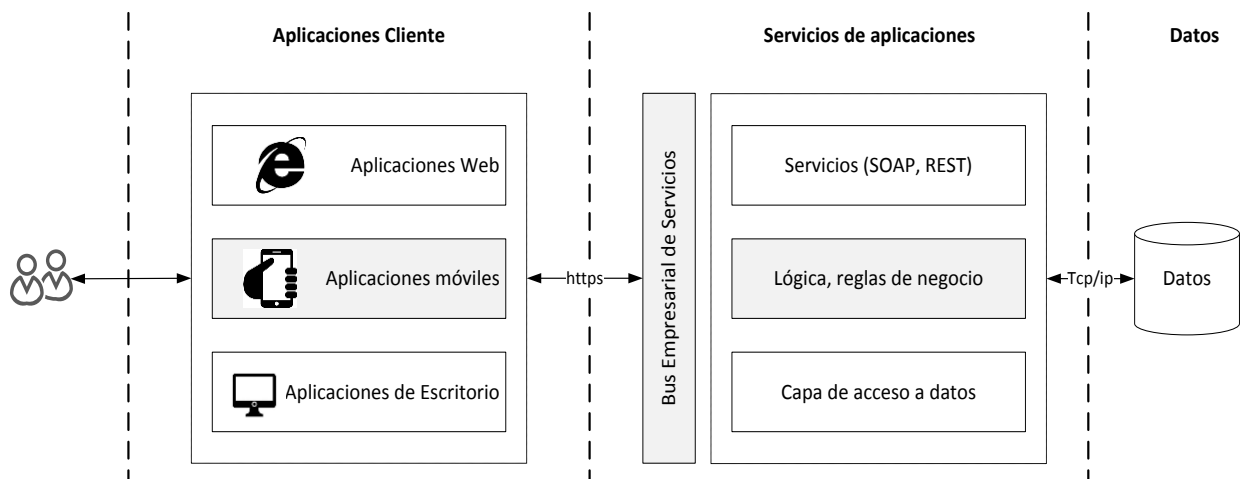 Aplicaciones Cliente
Servicios de aplicaciones
Datos
Aplicaciones Web
Aplicaciones móviles
Aplicaciones de Escritorio
https
Bus Empresarial de Servicios
Servicios (SOAP, REST)
Lógica, reglas de negocio
Capa de acceso a datos
Tcp/ip
Datos